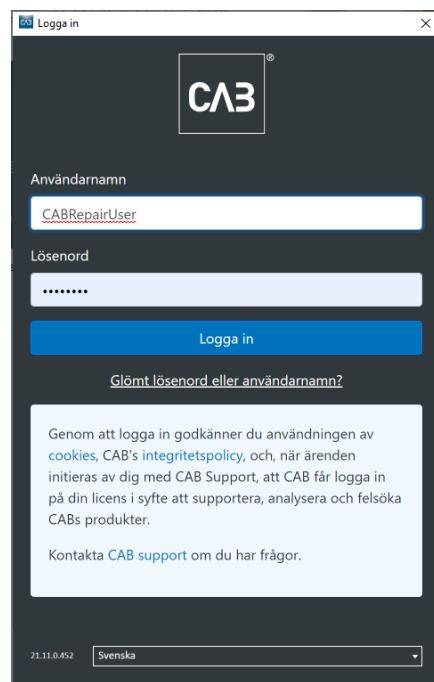 Logga in
CAB
®
Användarnamn
CABRepairUser
Lösenord
••••••••
Logga in
Glömt lösenord eller användarnamn?
Genom att logga in godkänner du användningen av
cookies, CAB's integritetspolicy, och, när ärenden
initieras av dig med CAB Support, att CAB får logga in
på din licens i syfte att supportera, analysera och felsöka
CABs produkter.
Kontakta CAB support om du har frågor.
21.11.0.452
Svenska